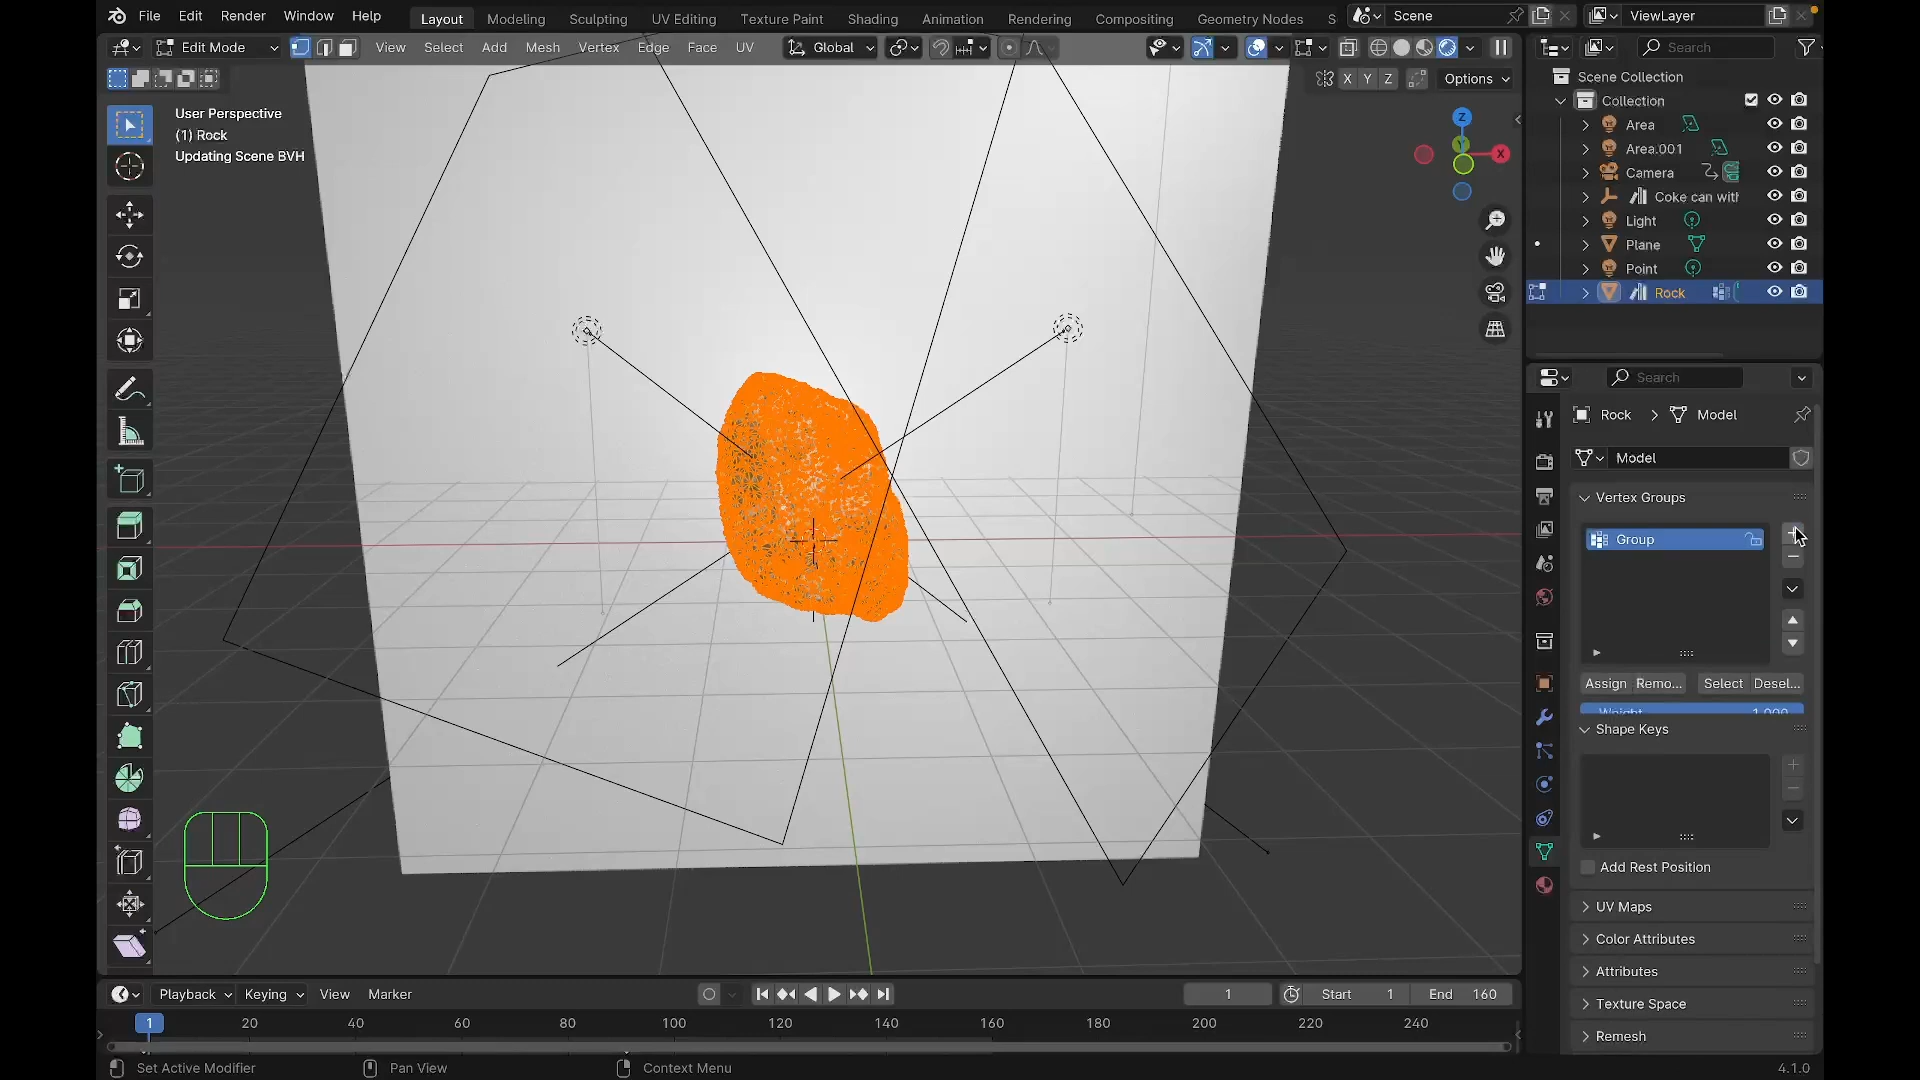 File Edit Render Window Help Layout Modeling Sculpting UV Editing Texture Paint Shading Animation Rendering Compositing Geometry Nodes S Scene ViewLayer
Edit Mode View Select Add Mesh Vertex Edge Face UV Global Search
X Y Z Options
User Perspective
(1) Rock
Updating Scene BVH
Z
X
Scene Collection
Collection
Area
Area.001
Camera
Coke can with
Light
Plane
Point
Rock
Search
Rock > Model
Model
Vertex Groups
Group
Assign Remo... Select Desel...
Weight 1.000
Shape Keys
Add Rest Position
UV Maps
Color Attributes
Attributes
Texture Space
Remesh
Playback Keying View Marker 1 Start 1 End 160
1 20 40 60 80 100 120 140 160 180 200 220 240
Set Active Modifier Pan View Context Menu 4.1.0